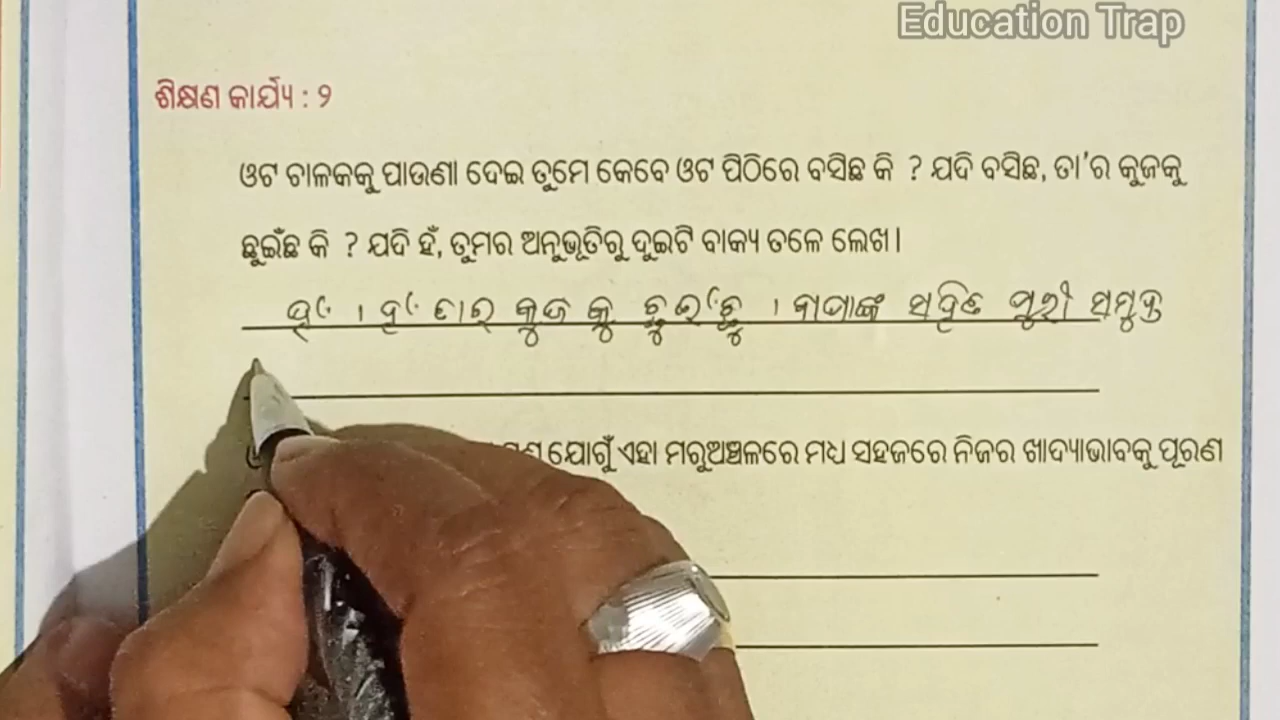 Education Trap
ଶିକ୍ଷଣ କାର୍ଯ୍ୟ : ୨
ଓଟ ଚାଳକକୁ ପାଉଣା ଦେଇ ତୁମେ କେବେ ଓଟ ପିଠିରେ ବସିଛ କି ? ଯଦି ବସିଛ, ତା'ର କୁଜକୁ
ଛୁଇଁଛ କି ? ଯଦି ହଁ, ତୁମର ଅନୁଭୂତିରୁ ଦୁଇଟି ବାକ୍ୟ ତଳେ ଲେଖ।
ହଁ । ହଁ ତାର କୁଜ କୁ ଛୁଇଁଛୁ । ବାପାଙ୍କ ସହିତ ପୁରୀ ସମୁଦ୍ର
ଯୋଗୁଁ ଏହା ମରୁଅଞ୍ଚଳରେ ମଧ୍ୟ ସହଜରେ ନିଜର ଖାଦ୍ୟାଭାବକୁ ପୂରଣ